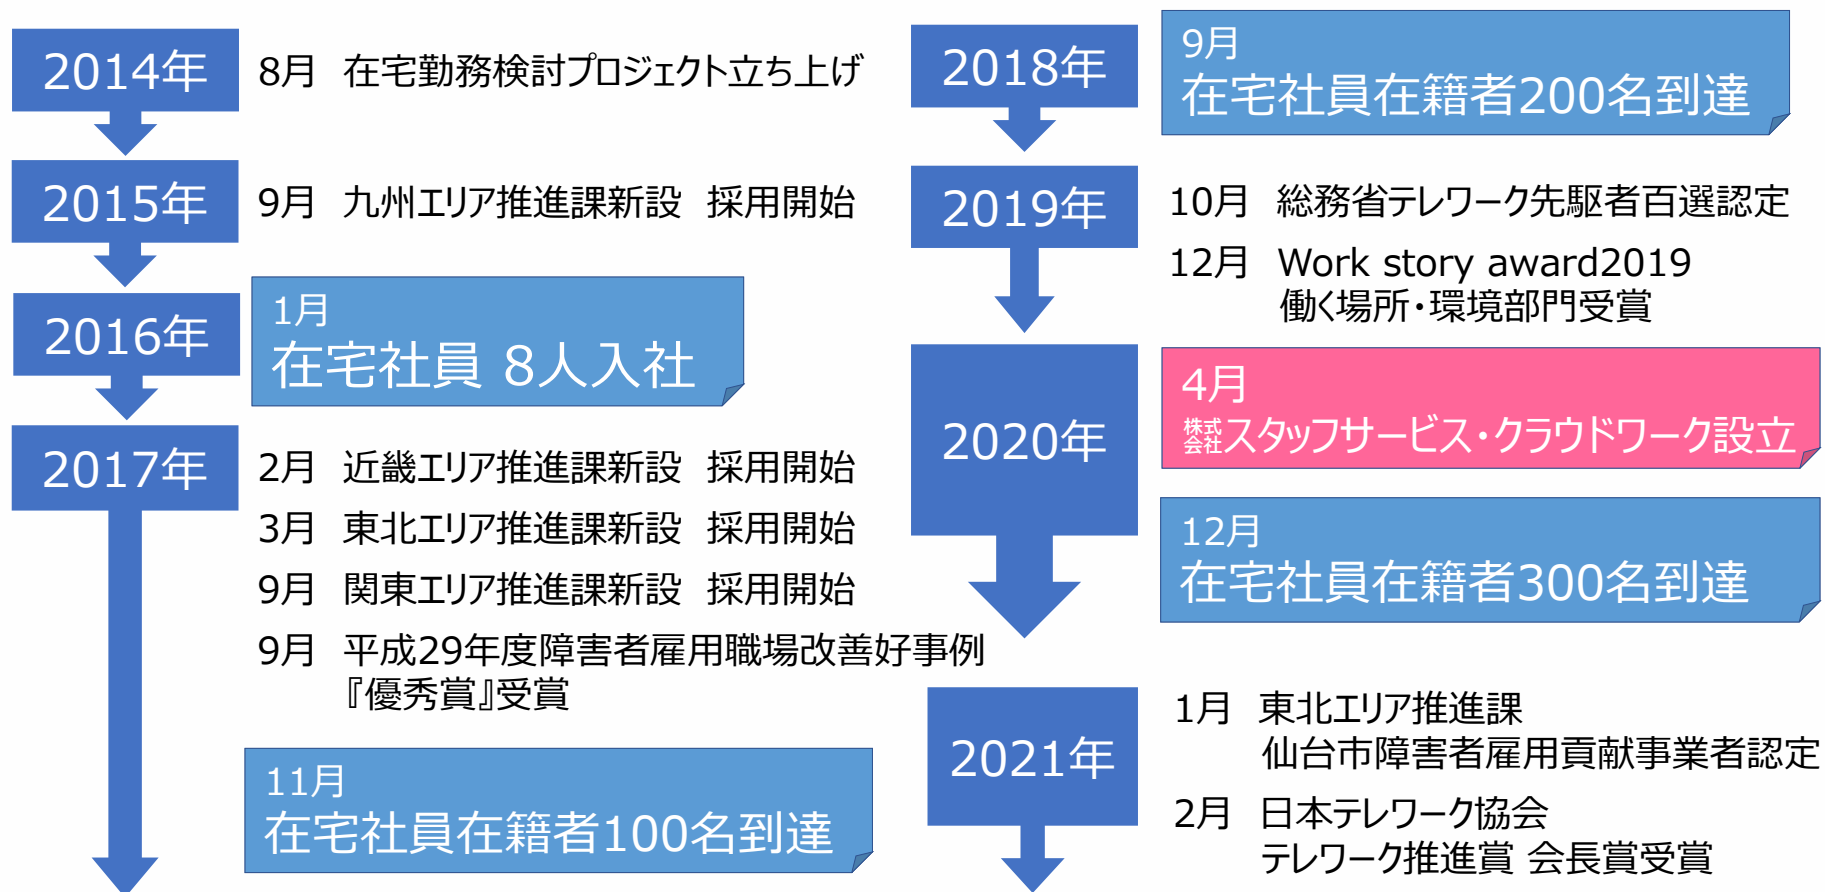 2014年
8月 在宅勤務検討プロジェクト立ち上げ
2015年
9月 九州エリア推進課新設 採用開始
2016年
1月
在宅社員 8人入社
2017年
2月 近畿エリア推進課新設 採用開始
3月 東北エリア推進課新設 採用開始
9月 関東エリア推進課新設 採用開始
9月 平成29年度障害者雇用職場改善好事例
『優秀賞』受賞
11月
在宅社員在籍者100名到達
2018年
9月
在宅社員在籍者200名到達
2019年
10月 総務省テレワーク先駆者百選認定
12月 Work story award2019
働く場所・環境部門受賞
2020年
4月
株式会社スタッフサービス・クラウドワーク設立
12月
在宅社員在籍者300名到達
2021年
1月 東北エリア推進課
仙台市障害者雇用貢献事業者認定
2月 日本テレワーク協会
テレワーク推進賞 会長賞受賞